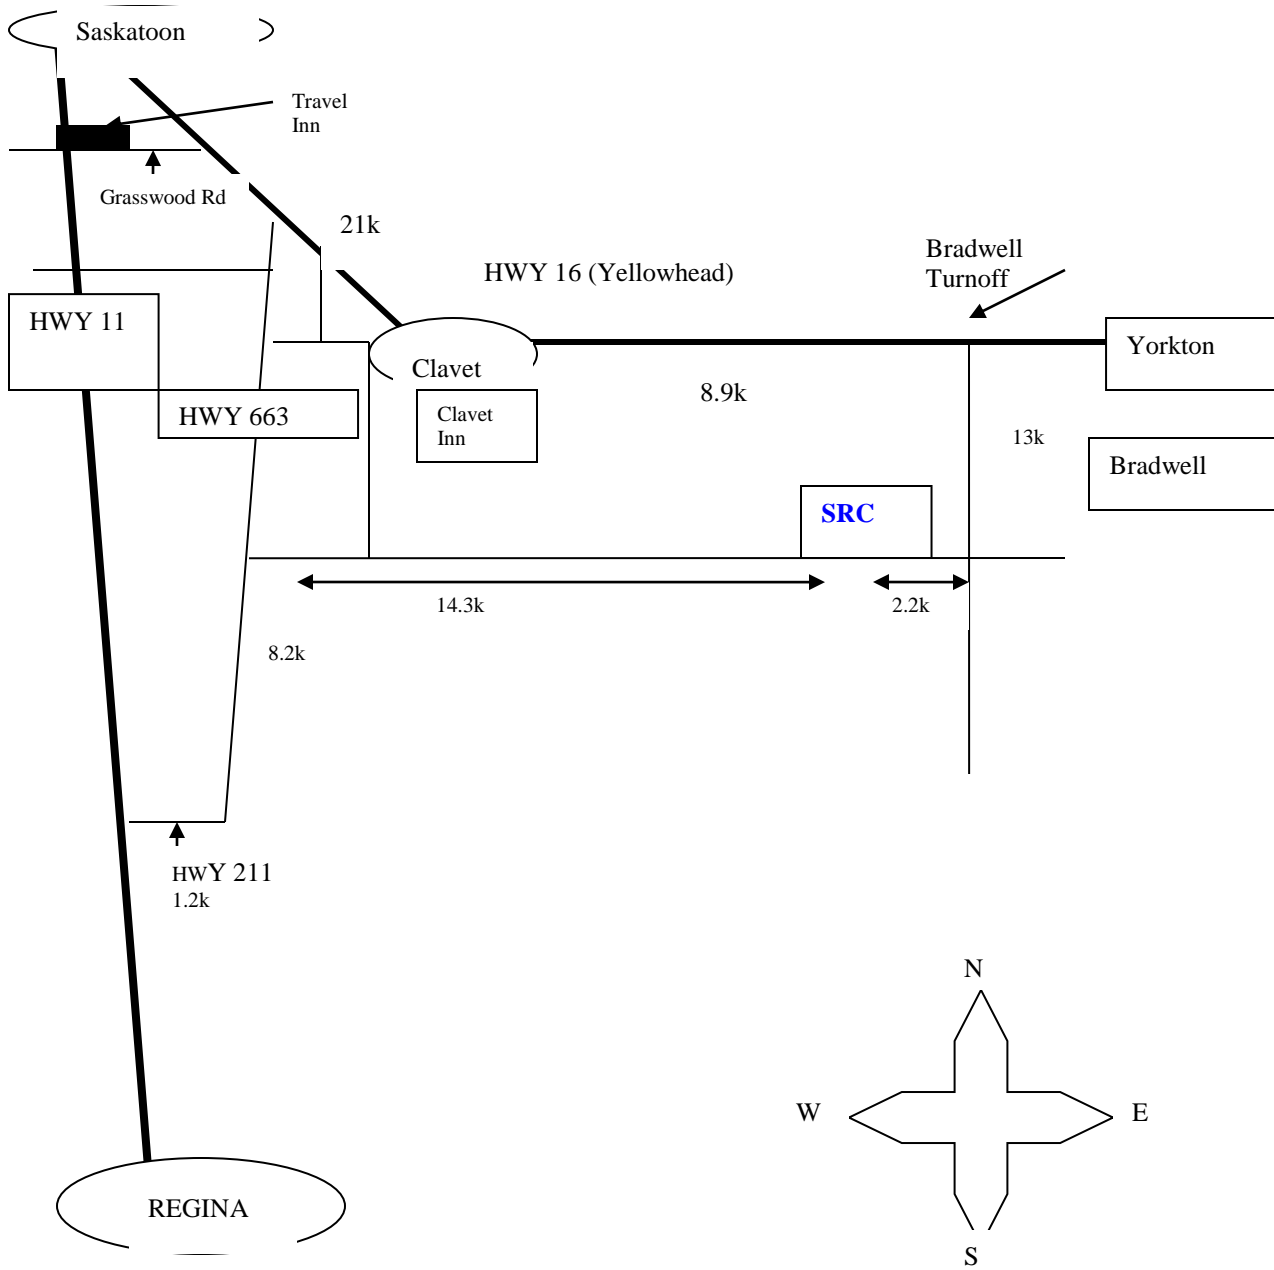 Saskatoon
Travel
Inn
Grasswood Rd
21k
Bradwell
Turnoff
HWY 16 (Yellowhead)
HWY 11
Yorkton
Clavet
8.9k
HWY 663
Clavet
Inn
13k
Bradwell
SRC
14.3k
2.2k
8.2k
HWY 211
1.2k
N
W
E
S
REGINA